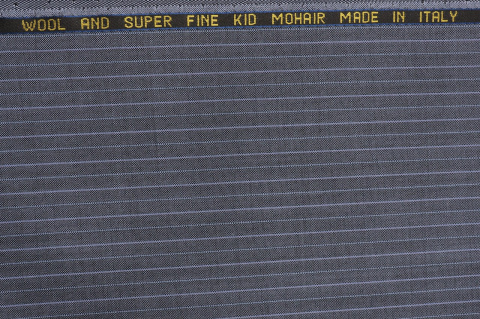 WOOL AND SUPER FINE KID MOHAIR MADE IN ITALY